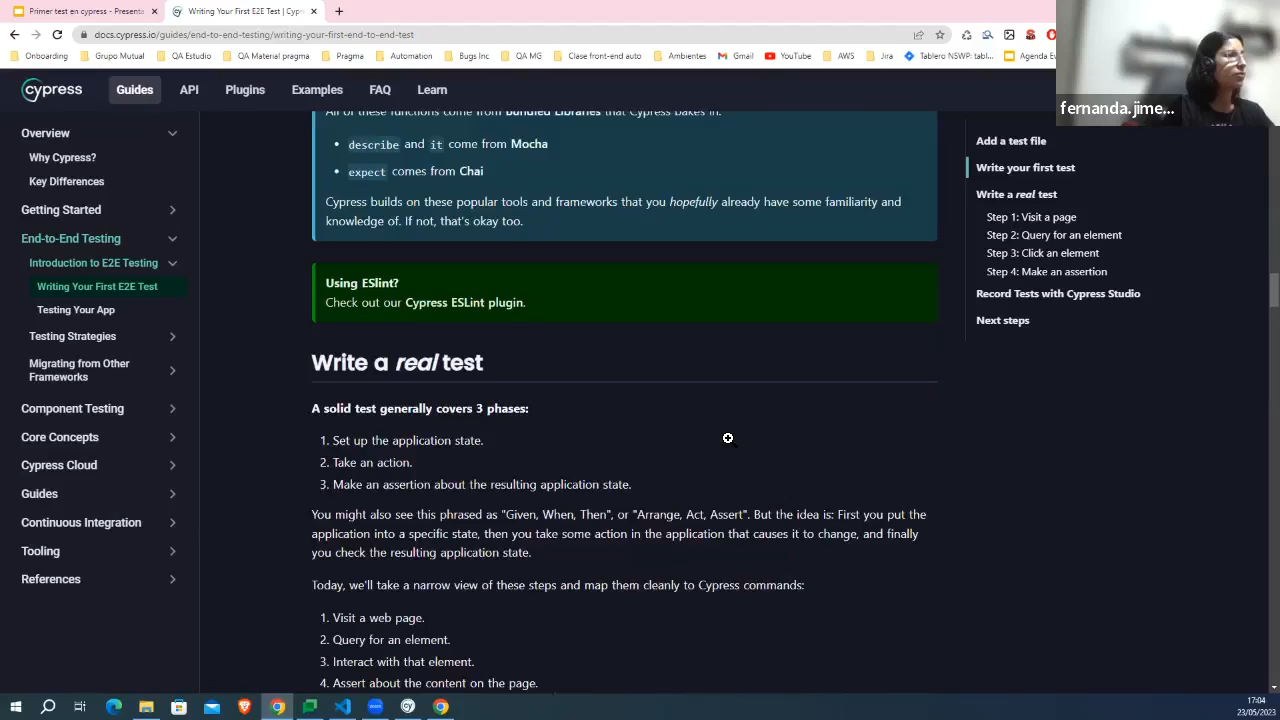 Primer test en cypress - Presenta
Writing Your First E2E Test | Cypr
docs.cypress.io/guides/end-to-end-testing/writing-your-first-end-to-end-test
Onboarding
Grupo Mutual
QA Estudio
QA Material pragma
Pragma
Automation
Bugs Inc
QA MG
Clase front-end auto
Ambientes
Gmail
YouTube
AWS
Jira
Tablero NSWP: tabl...
Agenda Ev
fernanda.jime...
cypress
Guides
API
Plugins
Examples
FAQ
Learn
Overview
Why Cypress?
Key Differences
Getting Started
End-to-End Testing
Introduction to E2E Testing
Writing Your First E2E Test
Testing Your App
Testing Strategies
Migrating from Other
Frameworks
Component Testing
Core Concepts
Cypress Cloud
Guides
Continuous Integration
Tooling
References
All of these functions come from Bundled Libraries that Cypress bakes in.
• describe and it come from Mocha
• expect comes from Chai
Cypress builds on these popular tools and frameworks that you hopefully already have some familiarity and
knowledge of. If not, that's okay too.
Using ESlint?
Check out our Cypress ESLint plugin.
Write a real test
A solid test generally covers 3 phases:
1. Set up the application state.
2. Take an action.
3. Make an assertion about the resulting application state.
You might also see this phrased as "Given, When, Then", or "Arrange, Act, Assert". But the idea is: First you put the
application into a specific state, then you take some action in the application that causes it to change, and finally
you check the resulting application state.
Today, we'll take a narrow view of these steps and map them cleanly to Cypress commands:
1. Visit a web page.
2. Query for an element.
3. Interact with that element.
4. Assert about the content on the page.
Add a test file
Write your first test
Write a real test
Step 1: Visit a page
Step 2: Query for an element
Step 3: Click an element
Step 4: Make an assertion
Record Tests with Cypress Studio
Next steps
17:04
23/05/2023